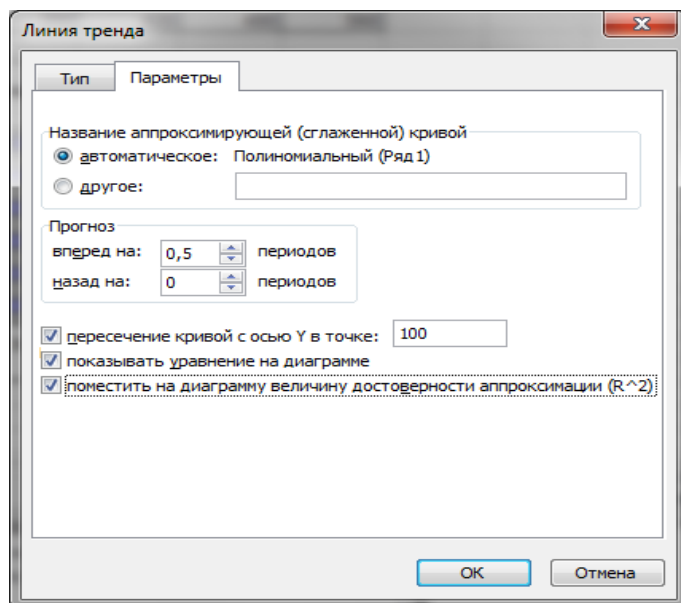 Линия тренда
Тип
Параметры
Название аппроксимирующей (сглаженной) кривой
автоматическое: Полиномиальный (Ряд1)
другое:
Прогноз
вперед на: 0,5 периодов
назад на: 0 периодов
пересечение кривой с осью Y в точке: 100
показывать уравнение на диаграмме
поместить на диаграмму величину достоверности аппроксимации (R^2)
ОК
Отмена